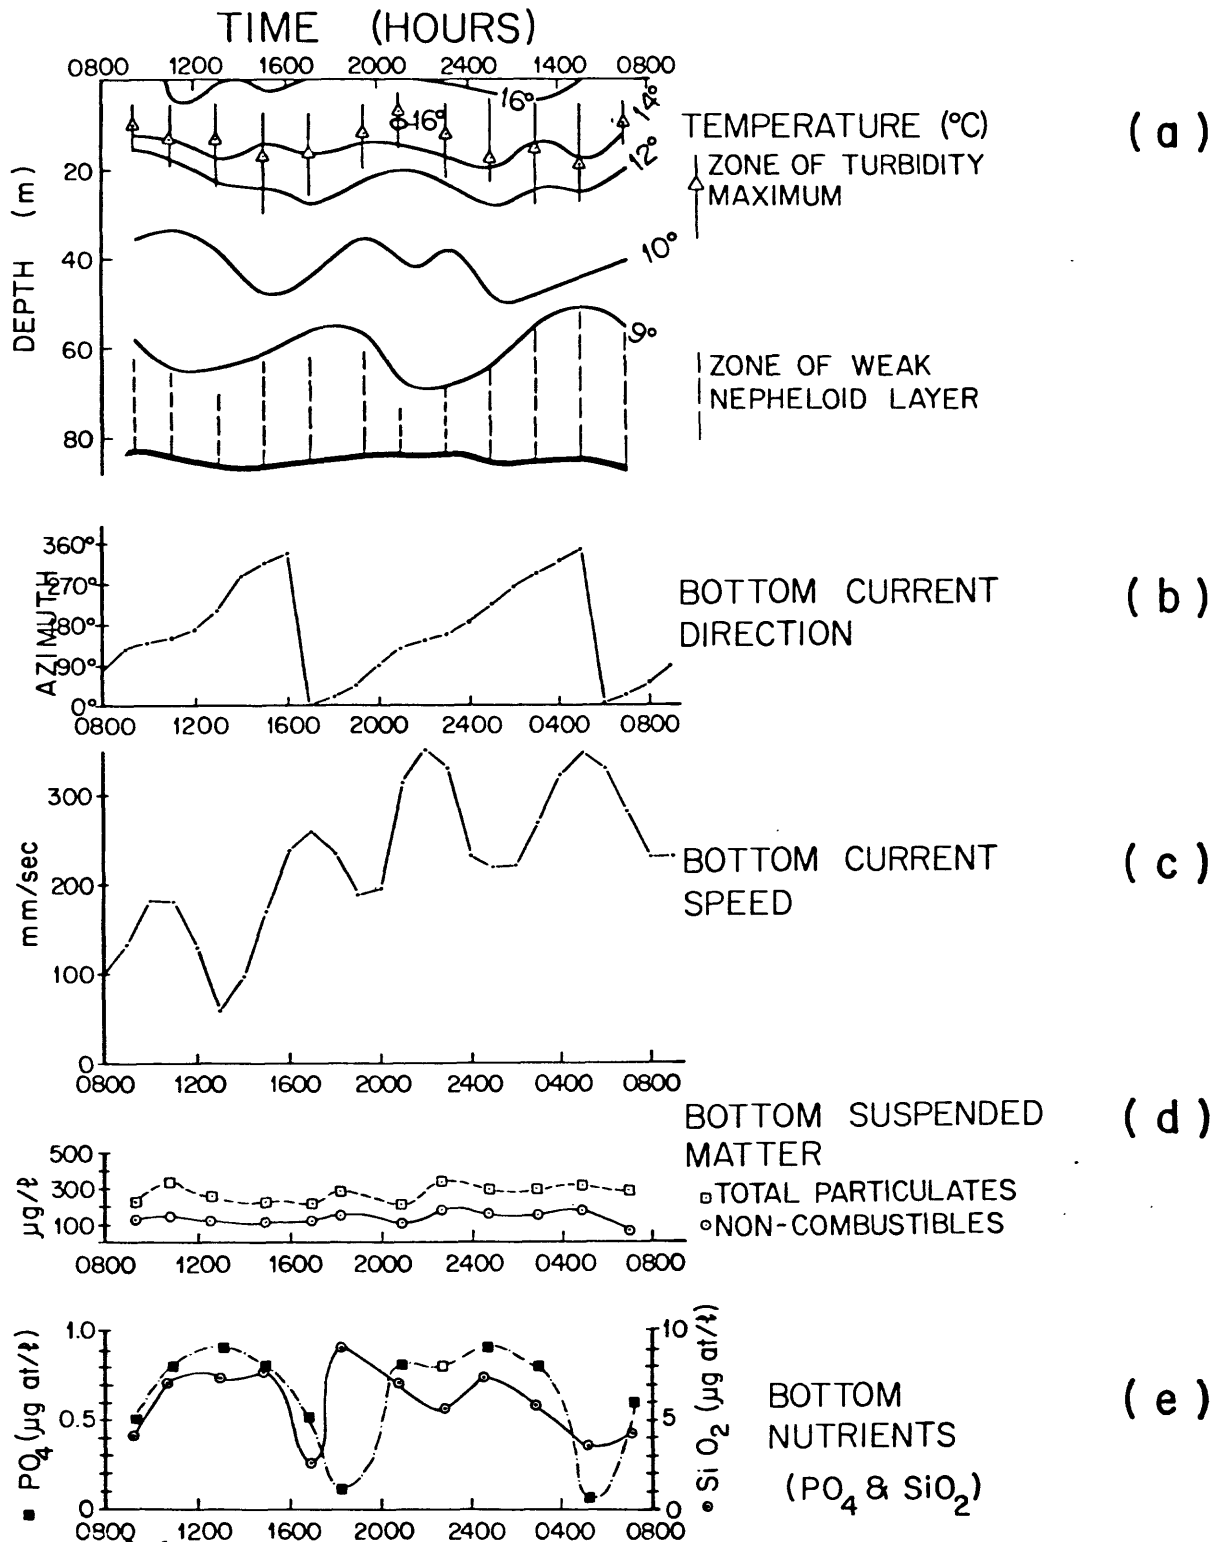 TIME (HOURS)
0800 1200 1600 2000 2400 1400 0800
DEPTH (m)
20
40
60
80
16°
16°
14°
12°
10°
9°
TEMPERATURE (°C)
ZONE OF TURBIDITY
MAXIMUM
(a)
ZONE OF WEAK
NEPHELOID LAYER
AZIMUTH
360°
270°
180°
90°
0°
0800 1200 1600 2000 2400 0400 0800
BOTTOM CURRENT
DIRECTION
(b)
mm/sec
300
200
100
0
0800 1200 1600 2000 2400 0400 0800
BOTTOM CURRENT
SPEED
(c)
BOTTOM SUSPENDED
MATTER
(d)
TOTAL PARTICULATES
NON-COMBUSTIBLES
µg/ℓ
500
300
100
0800 1200 1600 2000 2400 0400 0800
PO4 (µg at/ℓ)
1.0
0.5
0
10
5
0
SiO2 (µg at/ℓ)
0800 1200 1600 2000 2400 0400 0800
BOTTOM
NUTRIENTS
(PO4 & SiO2)
(e)